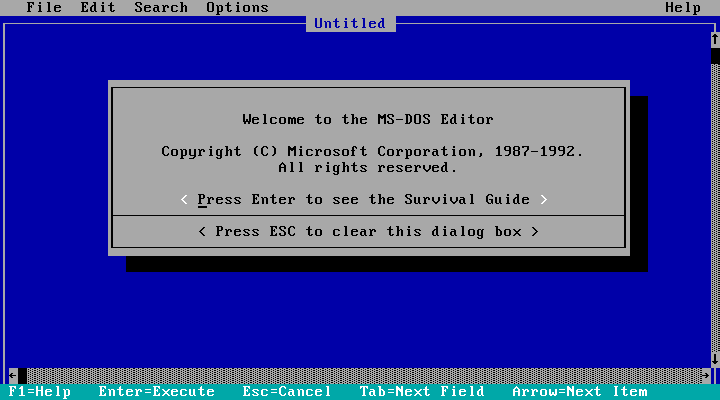 File Edit Search Options Help
Untitled
Welcome to the MS-DOS Editor
Copyright (C) Microsoft Corporation, 1987-1992.
All rights reserved.
< Press Enter to see the Survival Guide >
< Press ESC to clear this dialog box >
F1=Help Enter=Execute Esc=Cancel Tab=Next Field Arrow=Next Item